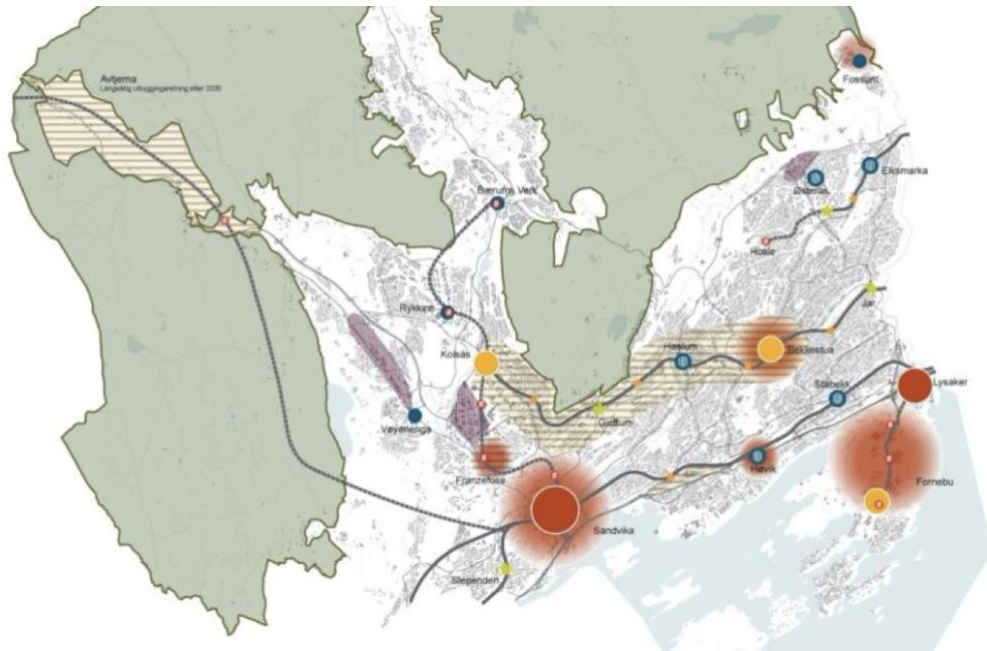 Avtjerna
Langsiktig utbyggingsretning etter 2035
Fossum
Eiksmarka
Østerås
Bærums Verk
Hosle
Rykkinn
Jar
Kolsås
Haslum
Bekkestua
Stabekk
Lysaker
Gjettum
Vøyenenga
Høvik
Franzefoss
Fornebu
Sandvika
Slependen